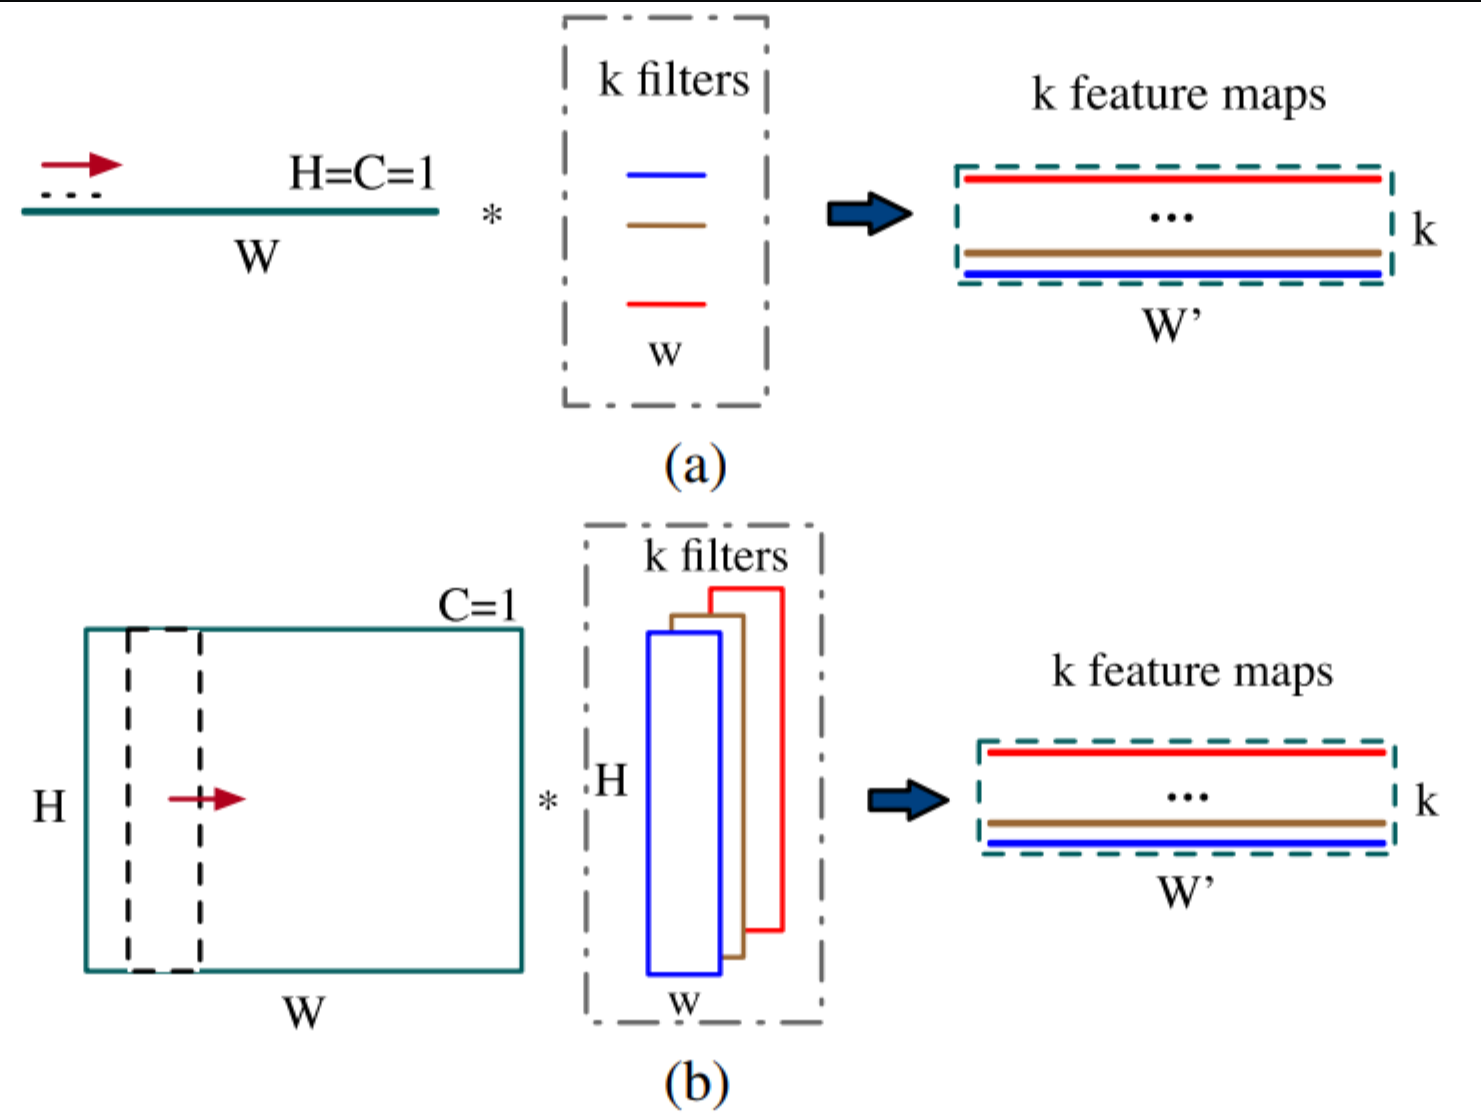 k filters
k feature maps
H=C=1
*
...
k
W
W’
w
(a)
k filters
C=1
k feature maps
H
*
H
...
k
W
w
W’
(b)